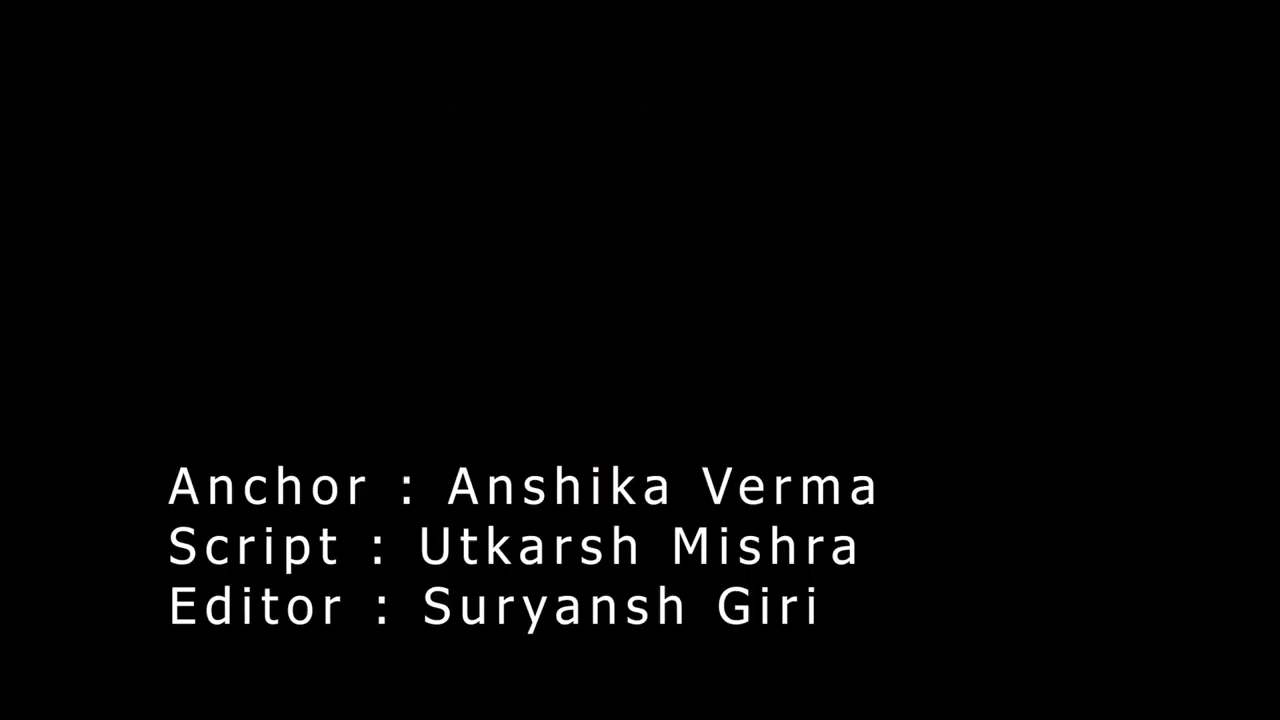 Anchor : Anshika Verma
Script : Utkarsh Mishra
Editor : Suryansh Giri